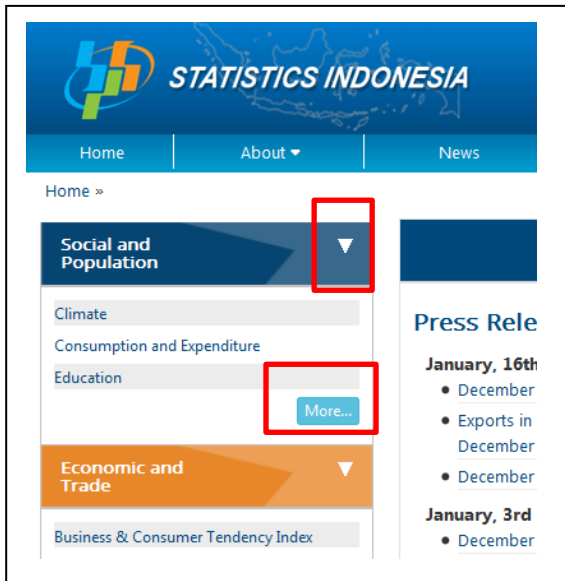 STATISTICS INDONESIA
Home
About
News
Home »
Social and
Population
Climate
Consumption and Expenditure
Education
More...
Economic and
Trade
Business & Consumer Tendency Index
Press Rele
January, 16th
December
Exports in
December
December
January, 3rd
December